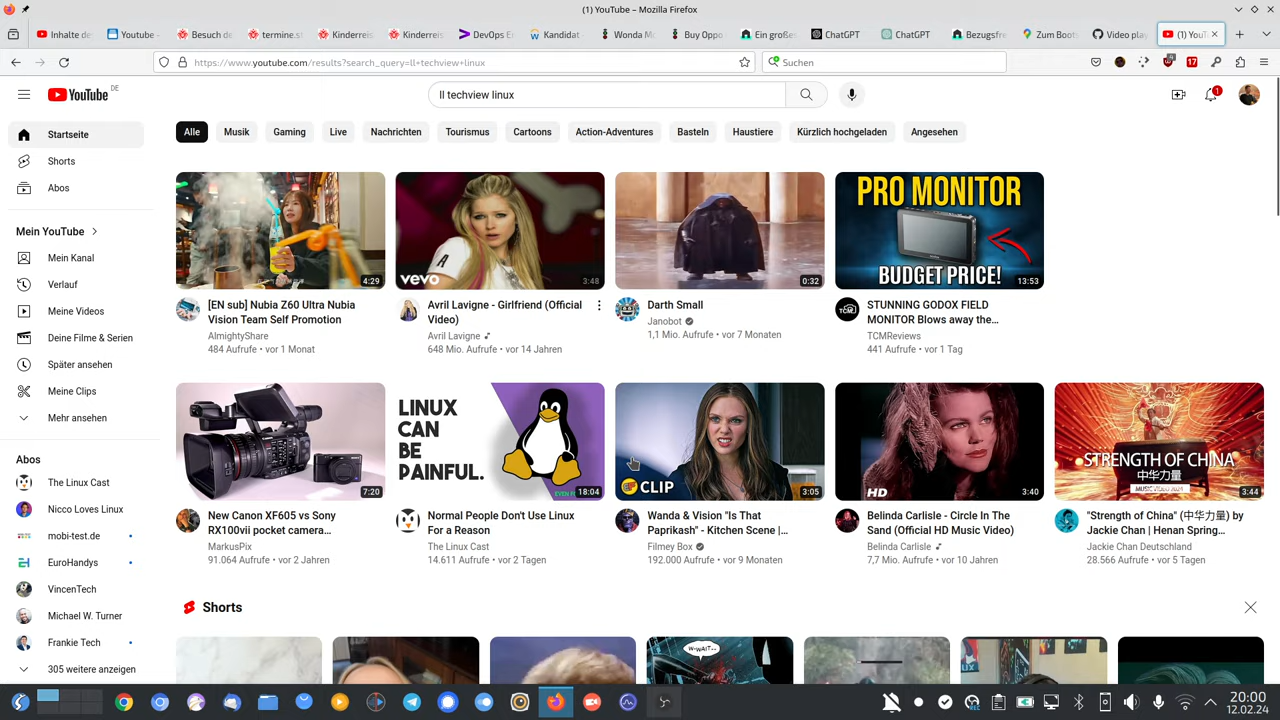 (1) YouTube – Mozilla Firefox
Inhalte de
Youtube -
Besuch de
termine.st
Kinderreis
Kinderreis
DevOps E
Kandidat
Wonda M
Buy Oppo
Ein großes
ChatGPT
ChatGPT
Bezugsfre
Zum Boots
Video play
(1) YouT
https://www.youtube.com/results?search_query=ll+techview+linux
Suchen
17
YouTube DE
ll techview linux
1
Startseite
Shorts
Abos
Mein YouTube
Mein Kanal
Verlauf
Meine Videos
Deine Filme & Serien
Später ansehen
Meine Clips
Mehr ansehen
Abos
The Linux Cast
Nicco Loves Linux
mobi-test.de
EuroHandys
VincenTech
Michael W. Turner
Frankie Tech
305 weitere anzeigen
Alle
Musik
Gaming
Live
Nachrichten
Tourismus
Cartoons
Action-Adventures
Basteln
Haustiere
Kürzlich hochgeladen
Angesehen
4:29
[EN sub] Nubia Z60 Ultra Nubia
Vision Team Self Promotion
AlmightyShare
484 Aufrufe • vor 1 Monat
vevo
3:48
Avril Lavigne - Girlfriend (Official
Video)
Avril Lavigne
648 Mio. Aufrufe • vor 14 Jahren
0:32
Darth Small
Janobot
1,1 Mio. Aufrufe • vor 7 Monaten
PRO MONITOR
BUDGET PRICE!
13:53
TCM
STUNNING GODOX FIELD
MONITOR Blows away the...
TCMReviews
441 Aufrufe • vor 1 Tag
7:20
New Canon XF605 vs Sony
RX100vii pocket camera...
MarkusPix
91.064 Aufrufe • vor 2 Jahren
LINUX
CAN
BE
PAINFUL.
18:04
Normal People Don't Use Linux
For a Reason
The Linux Cast
14.611 Aufrufe • vor 2 Tagen
CLIP
3:05
Wanda & Vision "Is That
Paprikash" - Kitchen Scene |...
Filmey Box
192.000 Aufrufe • vor 9 Monaten
HD
3:40
Belinda Carlisle - Circle In The
Sand (Official HD Music Video)
Belinda Carlisle
7,7 Mio. Aufrufe • vor 10 Jahren
STRENGTH OF CHINA
中华力量
MUSIC VIDEO 2024
3:44
"Strength of China" (中华力量) by
Jackie Chan | Henan Spring...
Jackie Chan Deutschland
28.566 Aufrufe • vor 5 Tagen
Shorts
W-WAIT--
20:00
12.02.24